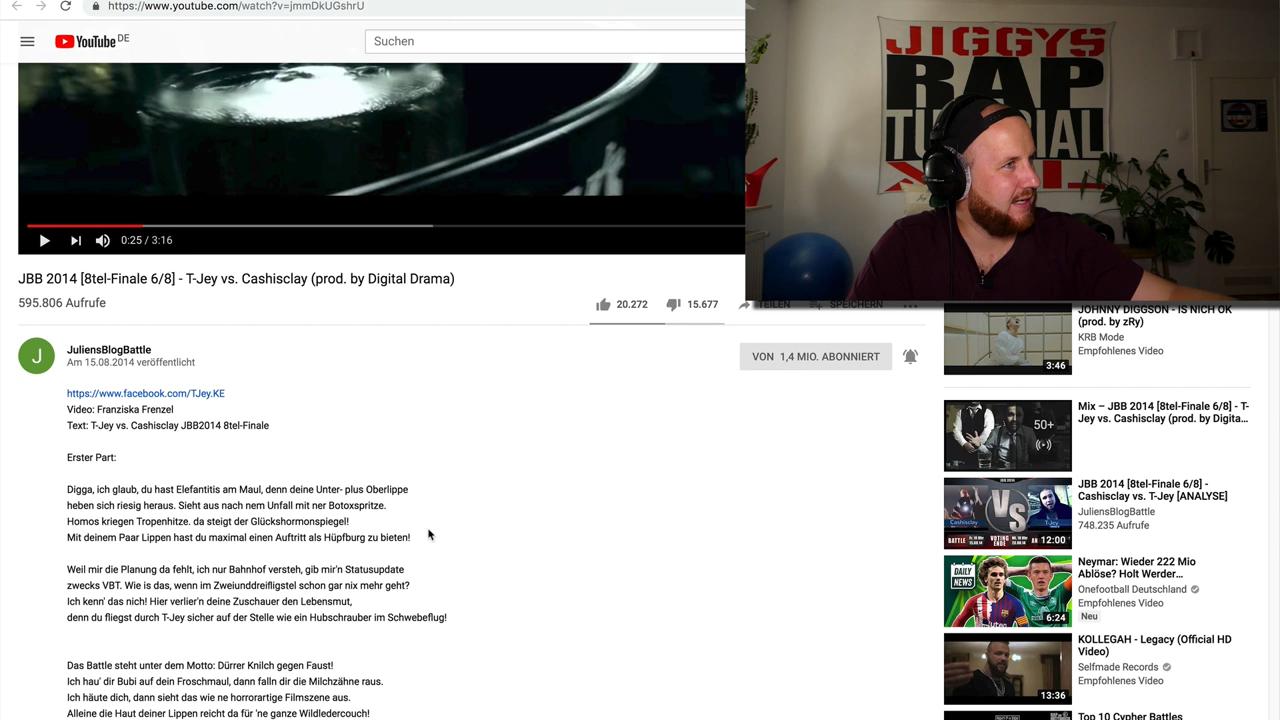 https://www.youtube.com/watch?v=jmmDkUGshrU
YouTube DE
Suchen
JIGGYS
RAP
0:25 / 3:16
JBB 2014 [8tel-Finale 6/8] - T-Jey vs. Cashisclay (prod. by Digital Drama)
595.806 Aufrufe
20.272
15.677
TEILEN
SPEICHERN
J
JuliensBlogBattle
Am 15.08.2014 veröffentlicht
VON 1,4 MIO. ABONNIERT
https://www.facebook.com/TJey.KE
Video: Franziska Frenzel
Text: T-Jey vs. Cashisclay JBB2014 8tel-Finale
Erster Part:
Digga, ich glaub, du hast Elefantitis am Maul, denn deine Unter- plus Oberlippe
heben sich riesig heraus. Sieht aus nach nem Unfall mit ner Botoxspritze.
Homos kriegen Tropenhitze. da steigt der Glückshormonspiegel!
Mit deinem Paar Lippen hast du maximal einen Auftritt als Hüpfburg zu bieten!
Weil mir die Planung da fehlt, ich nur Bahnhof versteh, gib mir'n Statusupdate
zwecks VBT. Wie is das, wenn im Zweiunddreifligstel schon gar nix mehr geht?
Ich kenn' das nich! Hier verlier'n deine Zuschauer den Lebensmut,
denn du fliegst durch T-Jey sicher auf der Stelle wie ein Hubschrauber im Schwebeflug!
Das Battle steht unter dem Motto: Dürrer Knilch gegen Faust!
Ich hau' dir Bubi auf dein Froschmaul, dann falln dir die Milchzähne raus.
Ich häute dich, dann sieht das wie ne horrorartige Filmszene aus.
Alleine die Haut deiner Lippen reicht da für 'ne ganze Wildledercouch!
JOHNNY DIGGSON - IS NICH OK
(prod. by zRy)
KRB Mode
Empfohlenes Video
3:46
50+
Mix – JBB 2014 [8tel-Finale 6/8] - T-
Jey vs. Cashisclay (prod. by Digita...
JBB 2014 [8tel-Finale 6/8] -
Cashisclay vs. T-Jey [ANALYSE]
JuliensBlogBattle
748.235 Aufrufe
Cashisclay
VS
T-Jey
BATTLE
VOTING
ENDE
12:00
Neymar: Wieder 222 Mio
Ablöse? Holt Werder...
Onefootball Deutschland
Empfohlenes Video
Neu
DAILY
NEWS
6:24
KOLLEGAH - Legacy (Official HD
Video)
Selfmade Records
Empfohlenes Video
13:36
Top 10 Cypher Battles